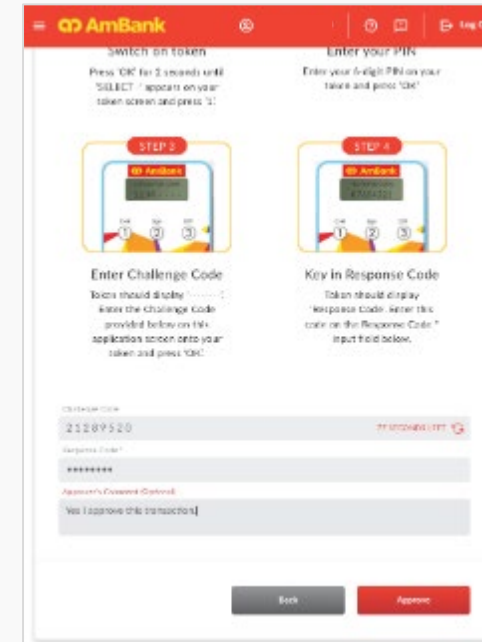 AmBank
Log
Switch on token
Press 'OK' for 2 seconds until
'SELECT -' appears on your
token screen and press '1'.
Enter your PIN
Enter your 6-digit PIN on your
token and press 'OK'
STEP 3
AmBank
1 2 3
Enter Challenge Code
Token should display '-------'.
Enter the Challenge Code
provided below on this
application screen onto your
token and press 'OK'.
STEP 4
AmBank
1 2 3
Key in Response Code
Token should display
'Response Code. Enter this
code on the Response Code *
input field below.
Challenge Code
21289520
SECONDS LEFT
Response Code *
********
Approver's Comment (Optional)
Yes I approve this transaction.
Back
Approve